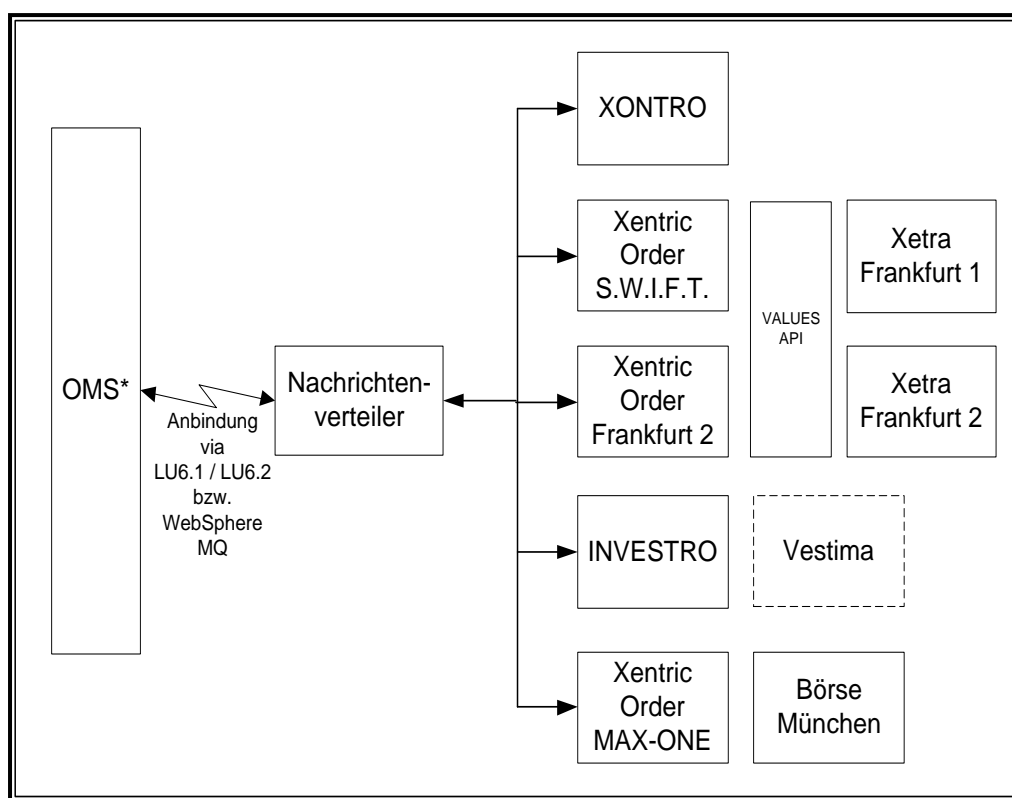 XONTRO
Xentric
Order
S.W.I.F.T.
VALUES
API
Xetra
Frankfurt 1
OMS*
Anbindung
via
LU6.1 / LU6.2
bzw.
WebSphere
MQ
Nachrichten-
verteiler
Xentric
Order
Frankfurt 2
Xetra
Frankfurt 2
INVESTRO
Vestima
Xentric
Order
MAX-ONE
Börse
München